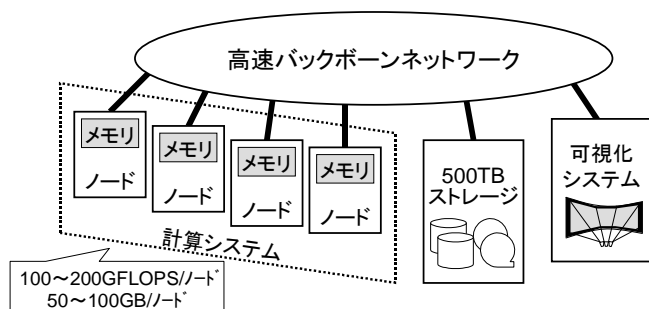 高速バックボーンネットワーク
メモリ
ノード
メモリ
ノード
メモリ
ノード
メモリ
ノード
計算システム
100～200GFLOPS/ﾉｰﾄﾞ
50～100GB/ﾉｰﾄﾞ
500TB
ストレージ
可視化
システム